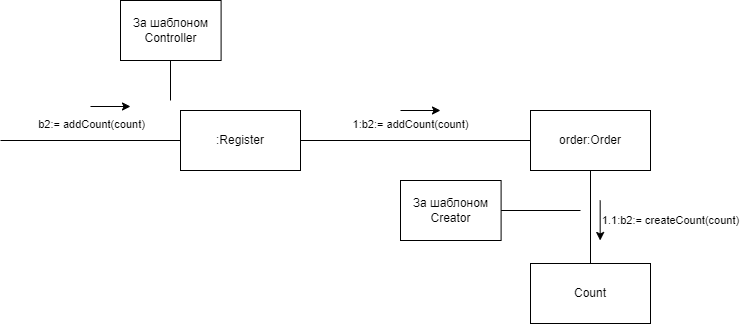 За шаблоном
Controller
b2:= addCount(count)
:Register
1:b2:= addCount(count)
order:Order
За шаблоном
Creator
1.1:b2:= createCount(count)
Count